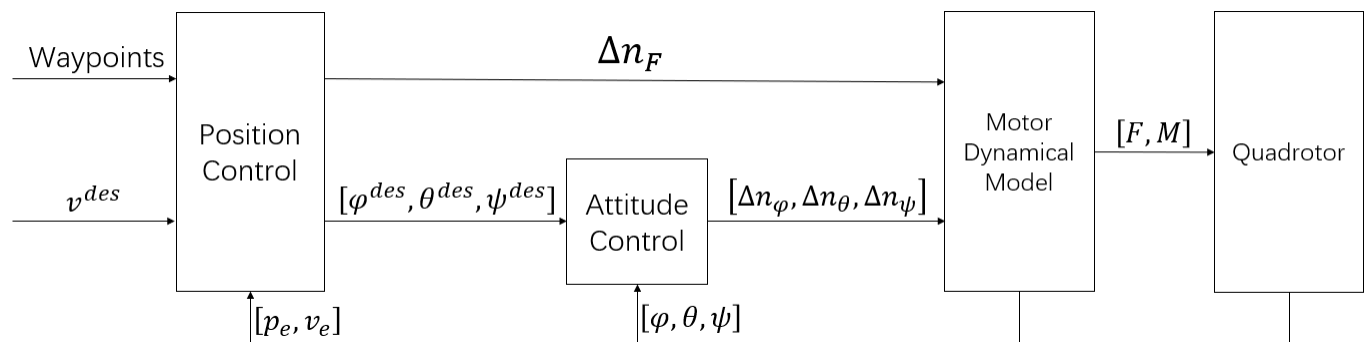 Waypoints
Δn_F
Position
Control
Motor
Dynamical
Model
[F, M]
Quadrotor
v^{des}
[φ^{des}, θ^{des}, ψ^{des}]
Attitude
Control
[Δn_φ, Δn_θ, Δn_ψ]
[p_e, v_e]
[φ, θ, ψ]